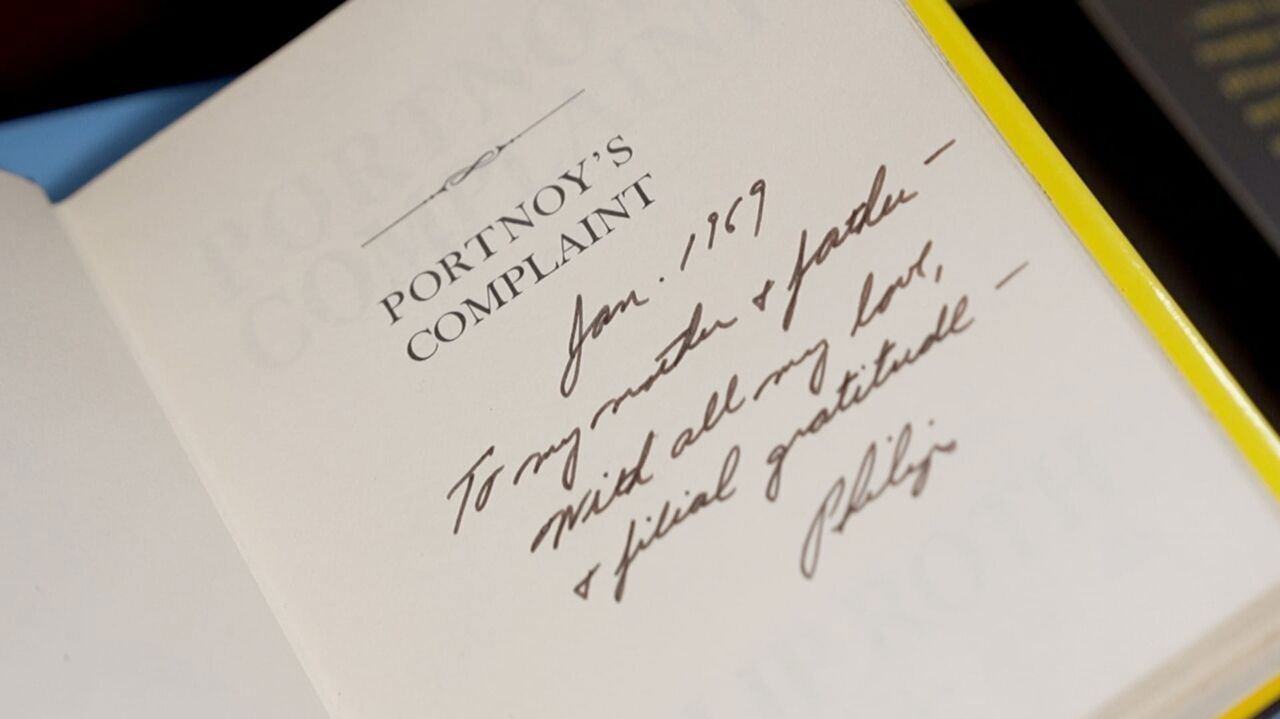 PORTNOY'S
COMPLAINT
Jan. 1969
To my mother & father –
With all my love,
& filial gratitude –
Philip